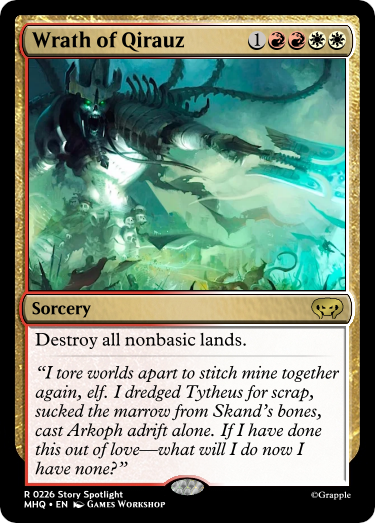 Wrath of Qirauz 1
Sorcery
Destroy all nonbasic lands.
“I tore worlds apart to stitch mine together
again, elf. I dredged Tytheus for scrap,
sucked the marrow from Skand’s bones,
cast Arkoph adrift alone. If I have done
this out of love—what will I do now I
have none?”
R 0226 Story Spotlight
MHQ • EN Games Workshop
©Grapple